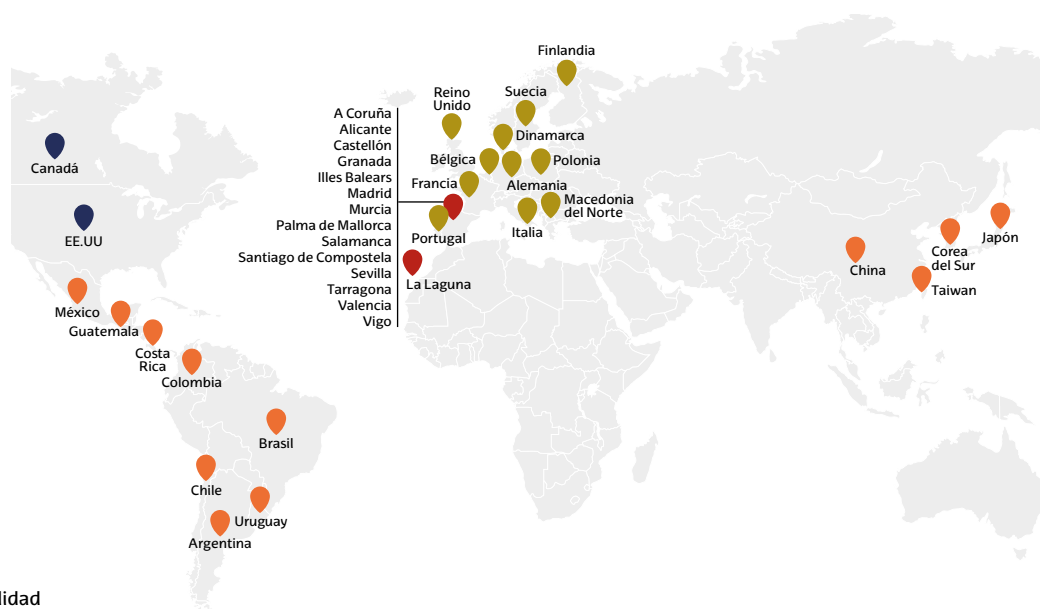 Finlandia
Reino
Unido
Suecia
A Coruña
Alicante
Castellón
Granada
Illes Balears
Madrid
Murcia
Palma de Mallorca
Salamanca
Santiago de Compostela
Sevilla
Tarragona
Valencia
Vigo
Dinamarca
Bélgica
Polonia
Francia
Alemania
Macedonia
del Norte
Italia
Portugal
La Laguna
Canadá
EE.UU
México
Guatemala
Costa
Rica
Colombia
Brasil
Chile
Uruguay
Argentina
Japón
Corea
del Sur
China
Taiwan
lidad